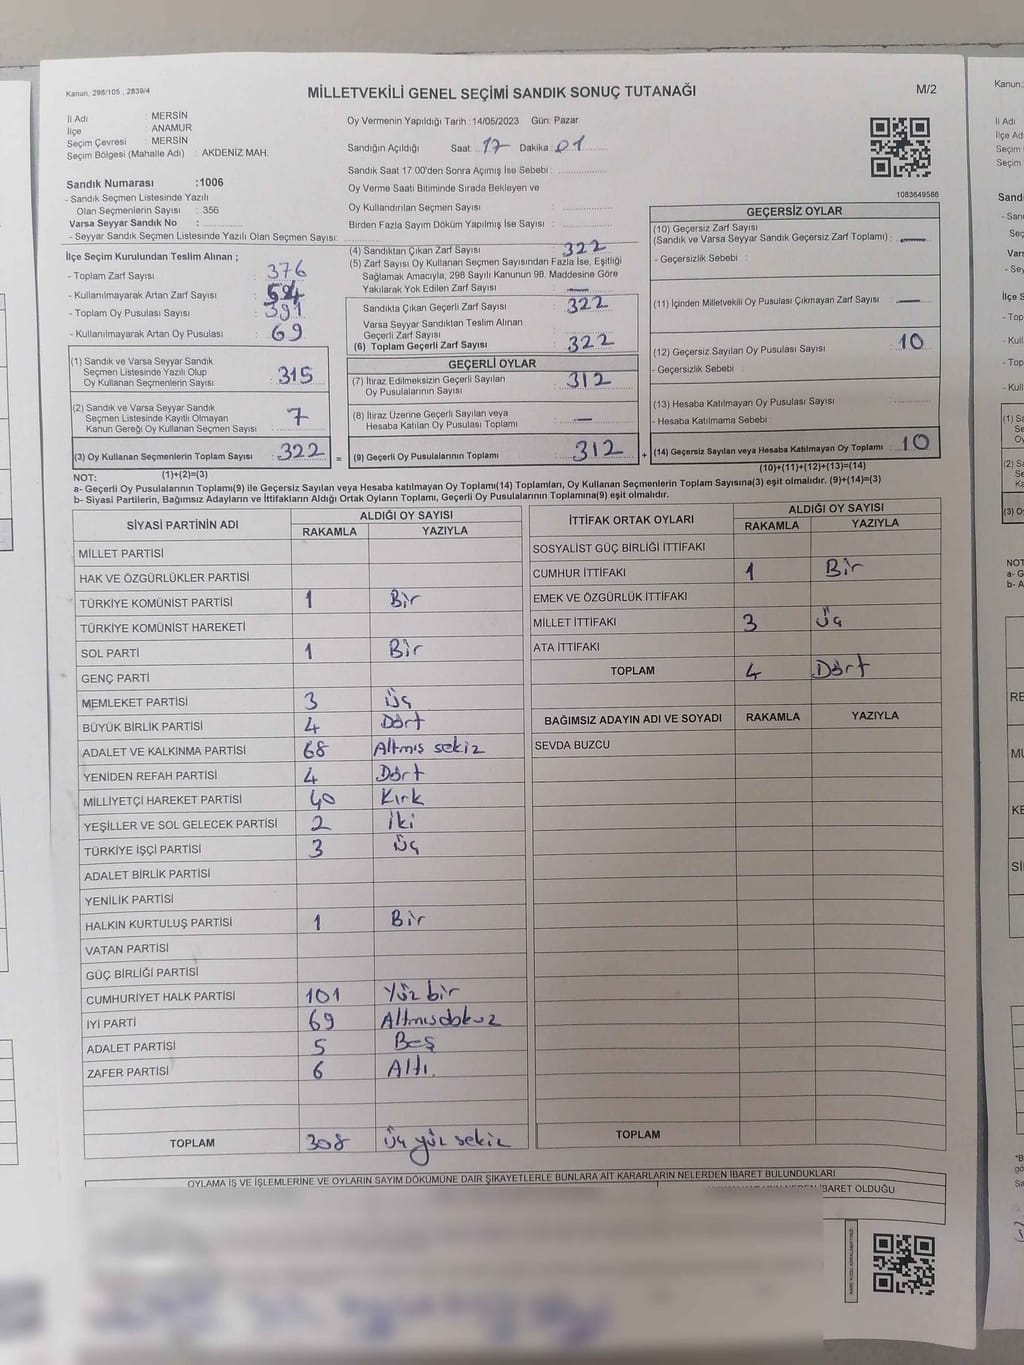 Kanun: 298/105 , 2839/4
MİLLETVEKİLİ GENEL SEÇİMİ SANDIK SONUÇ TUTANAĞI
M/2
İl Adı : MERSİN
İlçe : ANAMUR
Seçim Çevresi : MERSİN
Seçim Bölgesi (Mahalle Adı) : AKDENİZ MAH.
Sandık Numarası :1006
- Sandık Seçmen Listesinde Yazılı
Olan Seçmenlerin Sayısı : 356
Varsa Seyyar Sandık No :
- Seyyar Sandık Seçmen Listesinde Yazılı Olan Seçmen Sayısı:
Oy Vermenin Yapıldığı Tarih :14/05/2023 Gün: Pazar
Sandığın Açıldığı Saat: 17 Dakika: 01
Sandık Saat 17:00'den Sonra Açımış İse Sebebi :
Oy Verme Saati Bitiminde Sırada Bekleyen ve
Oy Kullandırılan Seçmen Sayısı :
Birden Fazla Sayım Döküm Yapılmış İse Sayısı :
1083649586
İlçe Seçim Kurulundan Teslim Alınan ;
- Toplam Zarf Sayısı : 376
- Kullanılmayarak Artan Zarf Sayısı : 54
- Toplam Oy Pusulası Sayısı : 391
- Kullanılmayarak Artan Oy Pusulası : 69
(1) Sandık ve Varsa Seyyar Sandık
Seçmen Listesinde Yazılı Olup
Oy Kullanan Seçmenlerin Sayısı : 315
(2) Sandık ve Varsa Seyyar Sandık
Seçmen Listesinde Kayıtlı Olmayan
Kanun Gereği Oy Kullanan Seçmen Sayısı : 7
(3) Oy Kullanan Seçmenlerin Toplam Sayısı : 322 =
(4) Sandıktan Çıkan Zarf Sayısı : 322
(5) Zarf Sayısı Oy Kullanan Seçmen Sayısından Fazla İse, Eşitliği
Sağlamak Amacıyla, 298 Sayılı Kanunun 98. Maddesine Göre
Yakılarak Yok Edilen Zarf Sayısı : —
Sandıkta Çıkan Geçerli Zarf Sayısı : 322
Varsa Seyyar Sandıktan Teslim Alınan
Geçerli Zarf Sayısı :
(6) Toplam Geçerli Zarf Sayısı : 322
GEÇERLİ OYLAR
(7) İtiraz Edilmeksizin Geçerli Sayılan
Oy Pusulalarının Sayısı : 312
(8) İtiraz Üzerine Geçerli Sayılan veya
Hesaba Katılan Oy Pusulası Toplamı : —
(9) Geçerli Oy Pusulalarının Toplamı : 312 +
GEÇERSİZ OYLAR
(10) Geçersiz Zarf Sayısı
(Sandık ve Varsa Seyyar Sandık Geçersiz Zarf Toplamı) : —
- Geçersizlik Sebebi :
(11) İçinden Milletvekili Oy Pusulası Çıkmayan Zarf Sayısı : —
(12) Geçersiz Sayılan Oy Pusulası Sayısı : 10
- Geçersizlik Sebebi :
(13) Hesaba Katılmayan Oy Pusulası Sayısı :
- Hesaba Katılmama Sebebi :
(14) Geçersiz Sayılan veya Hesaba Katılmayan Oy Toplamı : 10
NOT: (1)+(2)=(3) (10)+(11)+(12)+(13)=(14)
a- Geçerli Oy Pusulalarının Toplamı(9) ile Geçersiz Sayılan veya Hesaba katılmayan Oy Toplamı(14) Toplamları, Oy Kullanan Seçmenlerin Toplam Sayısına(3) eşit olmalıdır. (9)+(14)=(3)
b- Siyasi Partilerin, Bağımsız Adayların ve İttifakların Aldığı Ortak Oyların Toplamı, Geçerli Oy Pusulalarının Toplamına(9) eşit olmalıdır.
SİYASİ PARTİNİN ADI ALDIĞI OY SAYISI
RAKAMLA YAZIYLA
MİLLET PARTİSİ
HAK VE ÖZGÜRLÜKLER PARTİSİ
TÜRKİYE KOMÜNİST PARTİSİ 1 Bir
TÜRKİYE KOMÜNİST HAREKETİ
SOL PARTİ 1 Bir
GENÇ PARTİ
MEMLEKET PARTİSİ 3 Üç
BÜYÜK BİRLİK PARTİSİ 4 Dört
ADALET VE KALKINMA PARTİSİ 68 Altmış sekiz
YENİDEN REFAH PARTİSİ 4 Dört
MİLLİYETÇİ HAREKET PARTİSİ 40 Kırk
YEŞİLLER VE SOL GELECEK PARTİSİ 2 İki
TÜRKİYE İŞÇİ PARTİSİ 3 Üç
ADALET BİRLİK PARTİSİ
YENİLİK PARTİSİ
HALKIN KURTULUŞ PARTİSİ 1 Bir
VATAN PARTİSİ
GÜÇ BİRLİĞİ PARTİSİ
CUMHURİYET HALK PARTİSİ 101 Yüz bir
İYİ PARTİ 69 Altmışdokuz
ADALET PARTİSİ 5 Beş
ZAFER PARTİSİ 6 Altı.
TOPLAM 308 Üç yüz sekiz
İTTİFAK ORTAK OYLARI ALDIĞI OY SAYISI
RAKAMLA YAZIYLA
SOSYALİST GÜÇ BİRLİĞİ İTTİFAKI
CUMHUR İTTİFAKI 1 Bir
EMEK VE ÖZGÜRLÜK İTTİFAKI
MİLLET İTTİFAKI 3 Üç
ATA İTTİFAKI
TOPLAM 4 Dört
BAĞIMSIZ ADAYIN ADI VE SOYADI RAKAMLA YAZIYLA
SEVDA BUZCU
TOPLAM
OYLAMA İŞ VE İŞLEMLERİNE VE OYLARIN SAYIM DÖKÜMÜNE DAİR ŞİKAYETLERLE BUNLARA AİT KARARLARIN NELERDEN İBARET BULUNDUKLARI
İBARET OLDUĞU